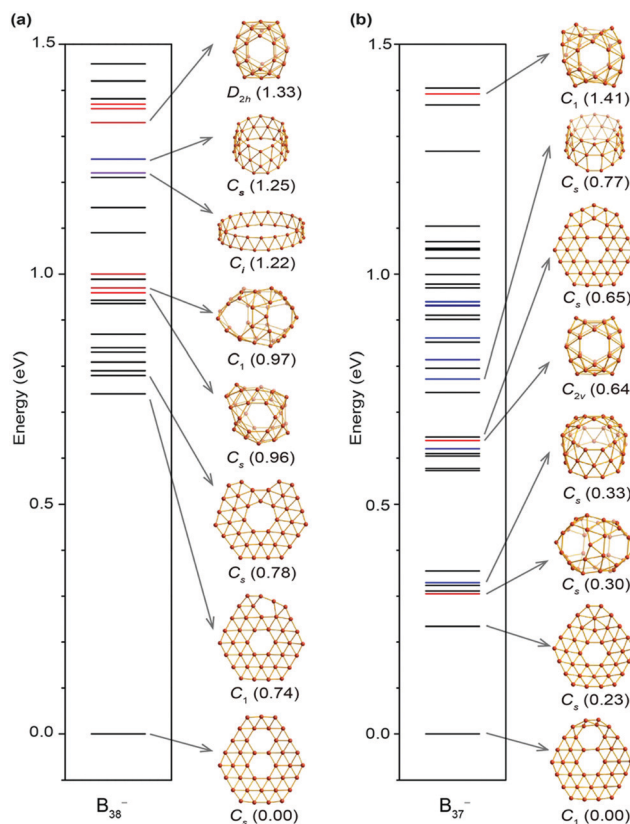 (a)
1.5
1.0
0.5
0.0
Energy (eV)
B38–
D2h (1.33)
Cs (1.25)
Ci (1.22)
C1 (0.97)
Cs (0.96)
Cs (0.78)
C1 (0.74)
Cs (0.00)
(b)
1.5
1.0
0.5
0.0
Energy (eV)
B37–
C1 (1.41)
Cs (0.77)
Cs (0.65)
C2v (0.64
Cs (0.33)
Cs (0.30)
Cs (0.23)
C1 (0.00)